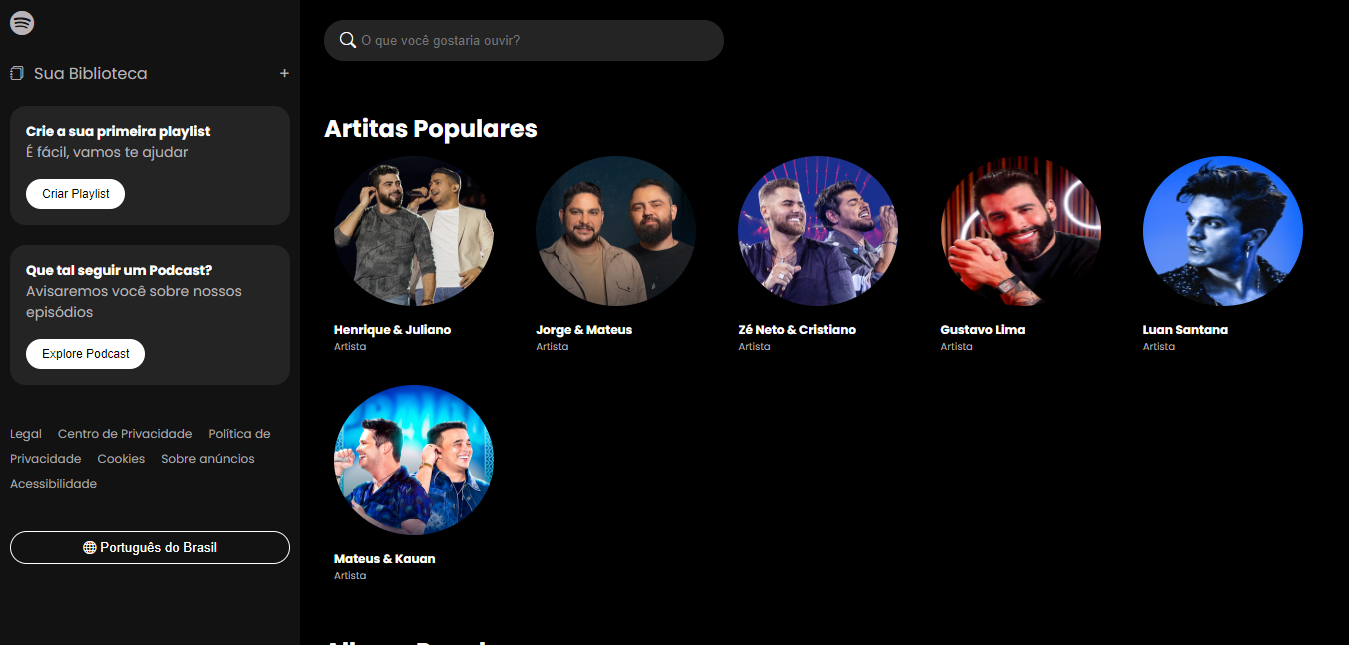 O que você gostaria ouvir?
Sua Biblioteca +
Crie a sua primeira playlist
É fácil, vamos te ajudar
Criar Playlist
Que tal seguir um Podcast?
Avisaremos você sobre nossos
episódios
Explore Podcast
Legal Centro de Privacidade Política de
Privacidade Cookies Sobre anúncios
Acessibilidade
Português do Brasil
Artitas Populares
Henrique & Juliano
Artista
Jorge & Mateus
Artista
Zé Neto & Cristiano
Artista
Gustavo Lima
Artista
Luan Santana
Artista
Mateus & Kauan
Artista